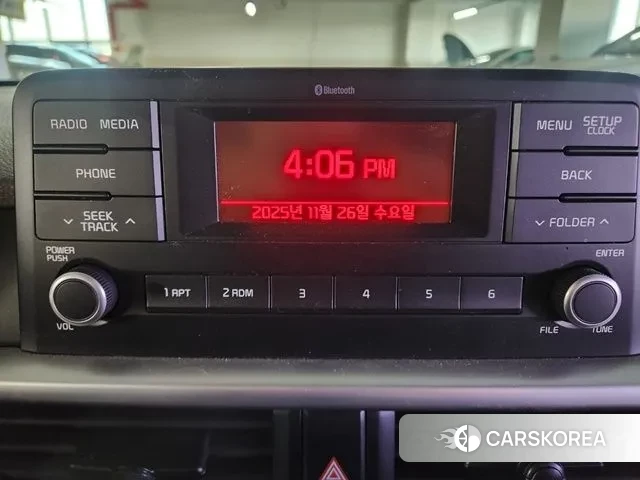 Bluetooth
RADIO MEDIA
4:06 PM
MENU SETUP
CLOCK
PHONE
BACK
SEEK
TRACK
2025년 11월 26일 수요일
FOLDER
POWER
PUSH
ENTER
1 APT 2 RDM 3 4 5 6
VOL
FILE TUNE
CARSKOREA